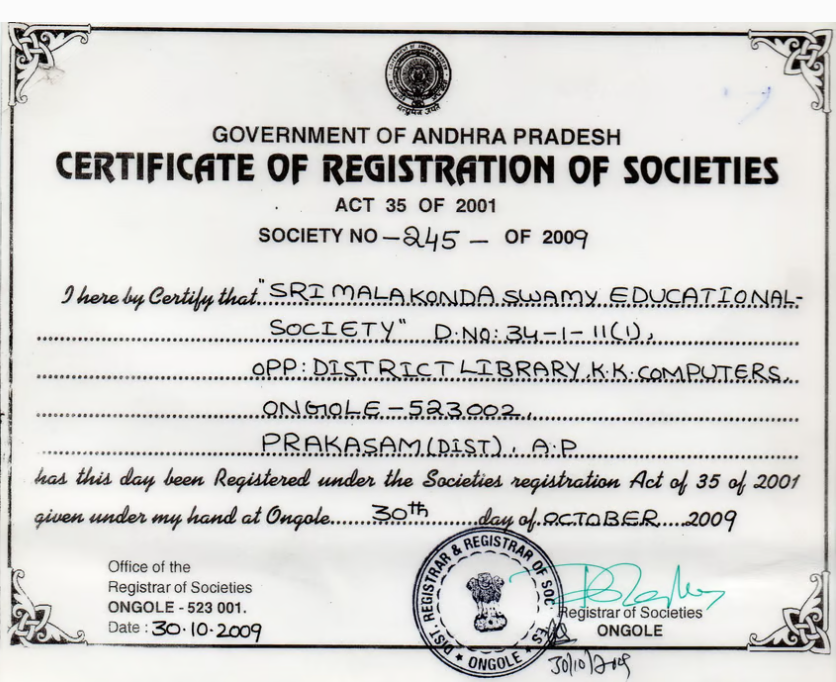 GOVERNMENT OF ANDHRA PRADESH
CERTIFICATE OF REGISTRATION OF SOCIETIES
ACT 35 OF 2001
SOCIETY NO - 245 - OF 2009
I here by Certify that "SRI MALAKONDA SWAMY EDUCATIONAL-
SOCIETY" D.NO: 34-1-11(1),
OPP: DISTRICT LIBRARY, K.K. COMPUTERS,
ONGOLE - 523002,
PRAKASAM (DIST), A.P
has this day been Registered under the Societies registration Act of 35 of 2001
given under my hand at Ongole......30th.......day of OCTOBER....2009
Office of the
Registrar of Societies
ONGOLE - 523 001.
Date : 30.10.2009
DIST. REGISTRAR & REGISTRAR OF SOC ES
* ONGOLE *
Registrar of Societies
ONGOLE
30/10/2009